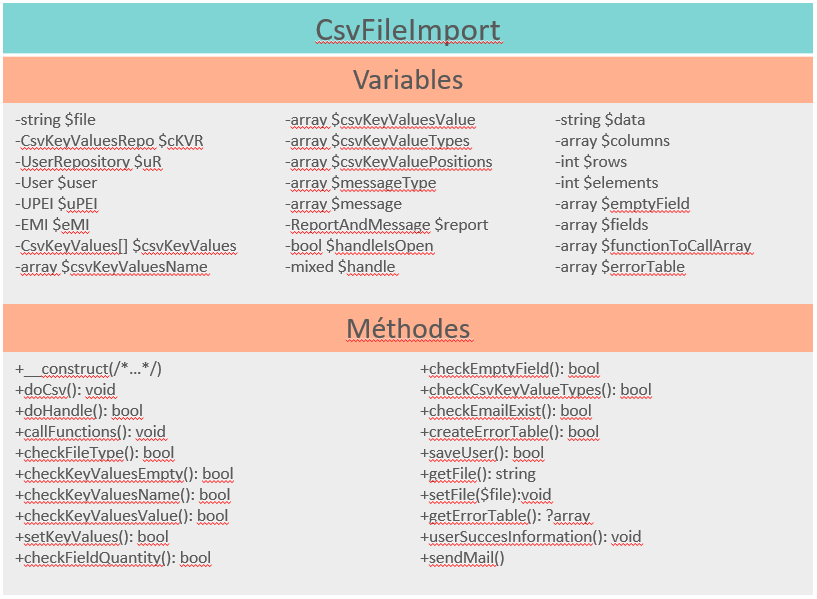 CsvFileImport
Variables
-string $file
-CsvKeyValuesRepo $cKVR
-UserRepository $uR
-User $user
-UPEI $uPEI
-EMI $eMI
-CsvKeyValues[] $csvKeyValues
-array $csvKeyValuesName
-array $csvKeyValuesValue
-array $csvKeyValueTypes
-array $csvKeyValuePositions
-array $messageType
-array $message
-ReportAndMessage $report
-bool $handleIsOpen
-mixed $handle
-string $data
-array $columns
-int $rows
-int $elements
-array $emptyField
-array $fields
-array $functionToCallArray
-array $errorTable
Méthodes
+__construct(/*...*/)
+doCsv(): void
+doHandle(): bool
+callFunctions(): void
+checkFileType(): bool
+checkKeyValuesEmpty(): bool
+checkKeyValuesName(): bool
+checkKeyValuesValue(): bool
+setKeyValues(): bool
+checkFieldQuantity(): bool
+checkEmptyField(): bool
+checkCsvKeyValueTypes(): bool
+checkEmailExist(): bool
+createErrorTable(): bool
+saveUser(): bool
+getFile(): string
+setFile($file):void
+getErrorTable(): ?array
+userSuccesInformation(): void
+sendMail()